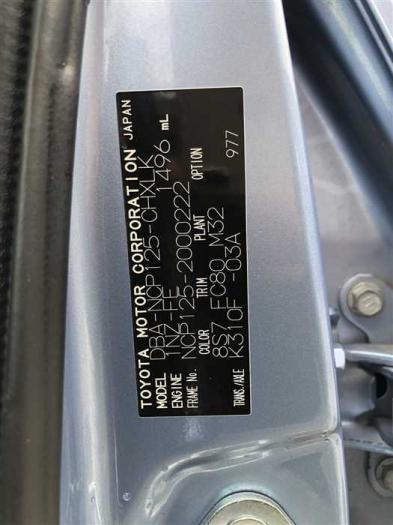 TOYOTA MOTOR CORPORATION JAPAN
MODEL DBA-NCP125-CHXLK
ENGINE 1NZ-FE 1496 mL
FRAME No. NCP125-2000222
COLOR TRIM PLANT OPTION
8S7 FC80 M32
TRANS./AXLE K310F -03A 977